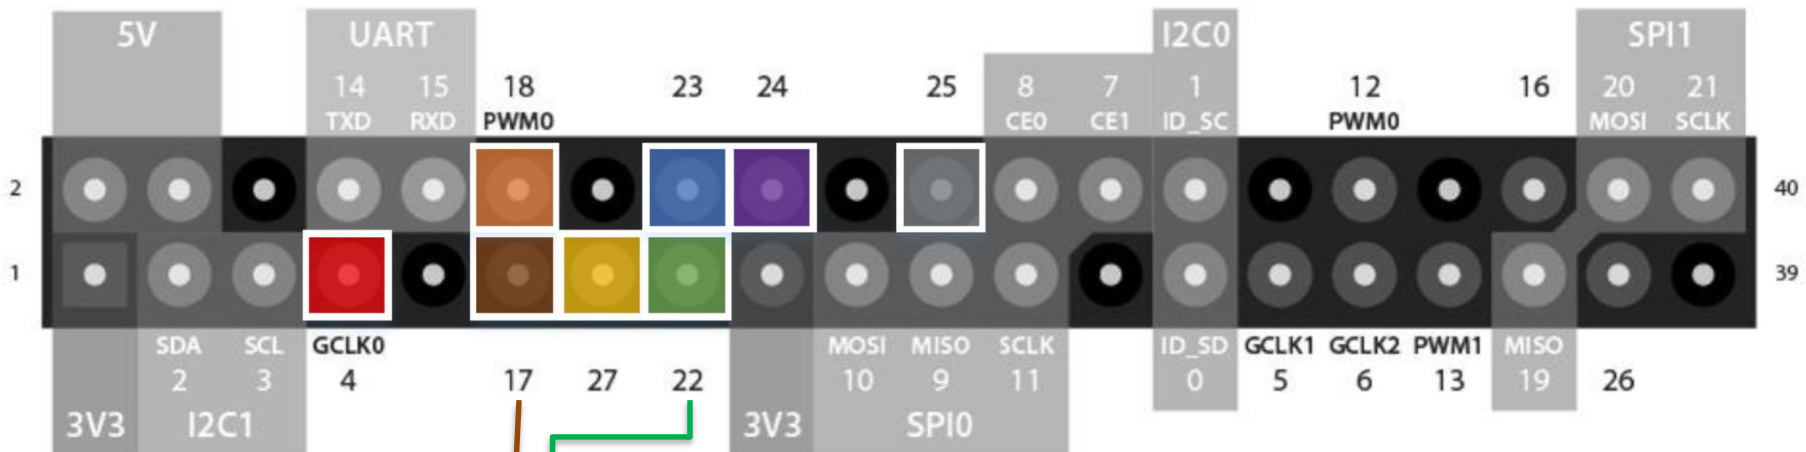 5V UART I2C0 SPI1
14 15 18 23 24 25 8 7 1 12 16 20 21
TXD RXD PWM0 CE0 CE1 ID_SC PWM0 MOSI SCLK
2 40
1 39
SDA SCL GCLK0 MOSI MISO SCLK ID_SD GCLK1 GCLK2 PWM1 MISO
2 3 4 17 27 22 10 9 11 0 5 6 13 19 26
3V3 I2C1 3V3 SPI0